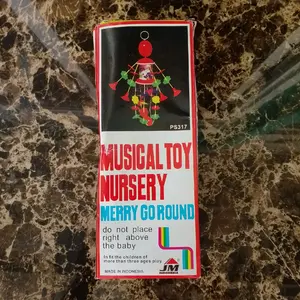 PS317
MUSICAL TOY
NURSERY
MERRY GO ROUND
do not place
right above
the baby
Is fo the children of
more than three ages play.
JM
MADE IN INDONESIA